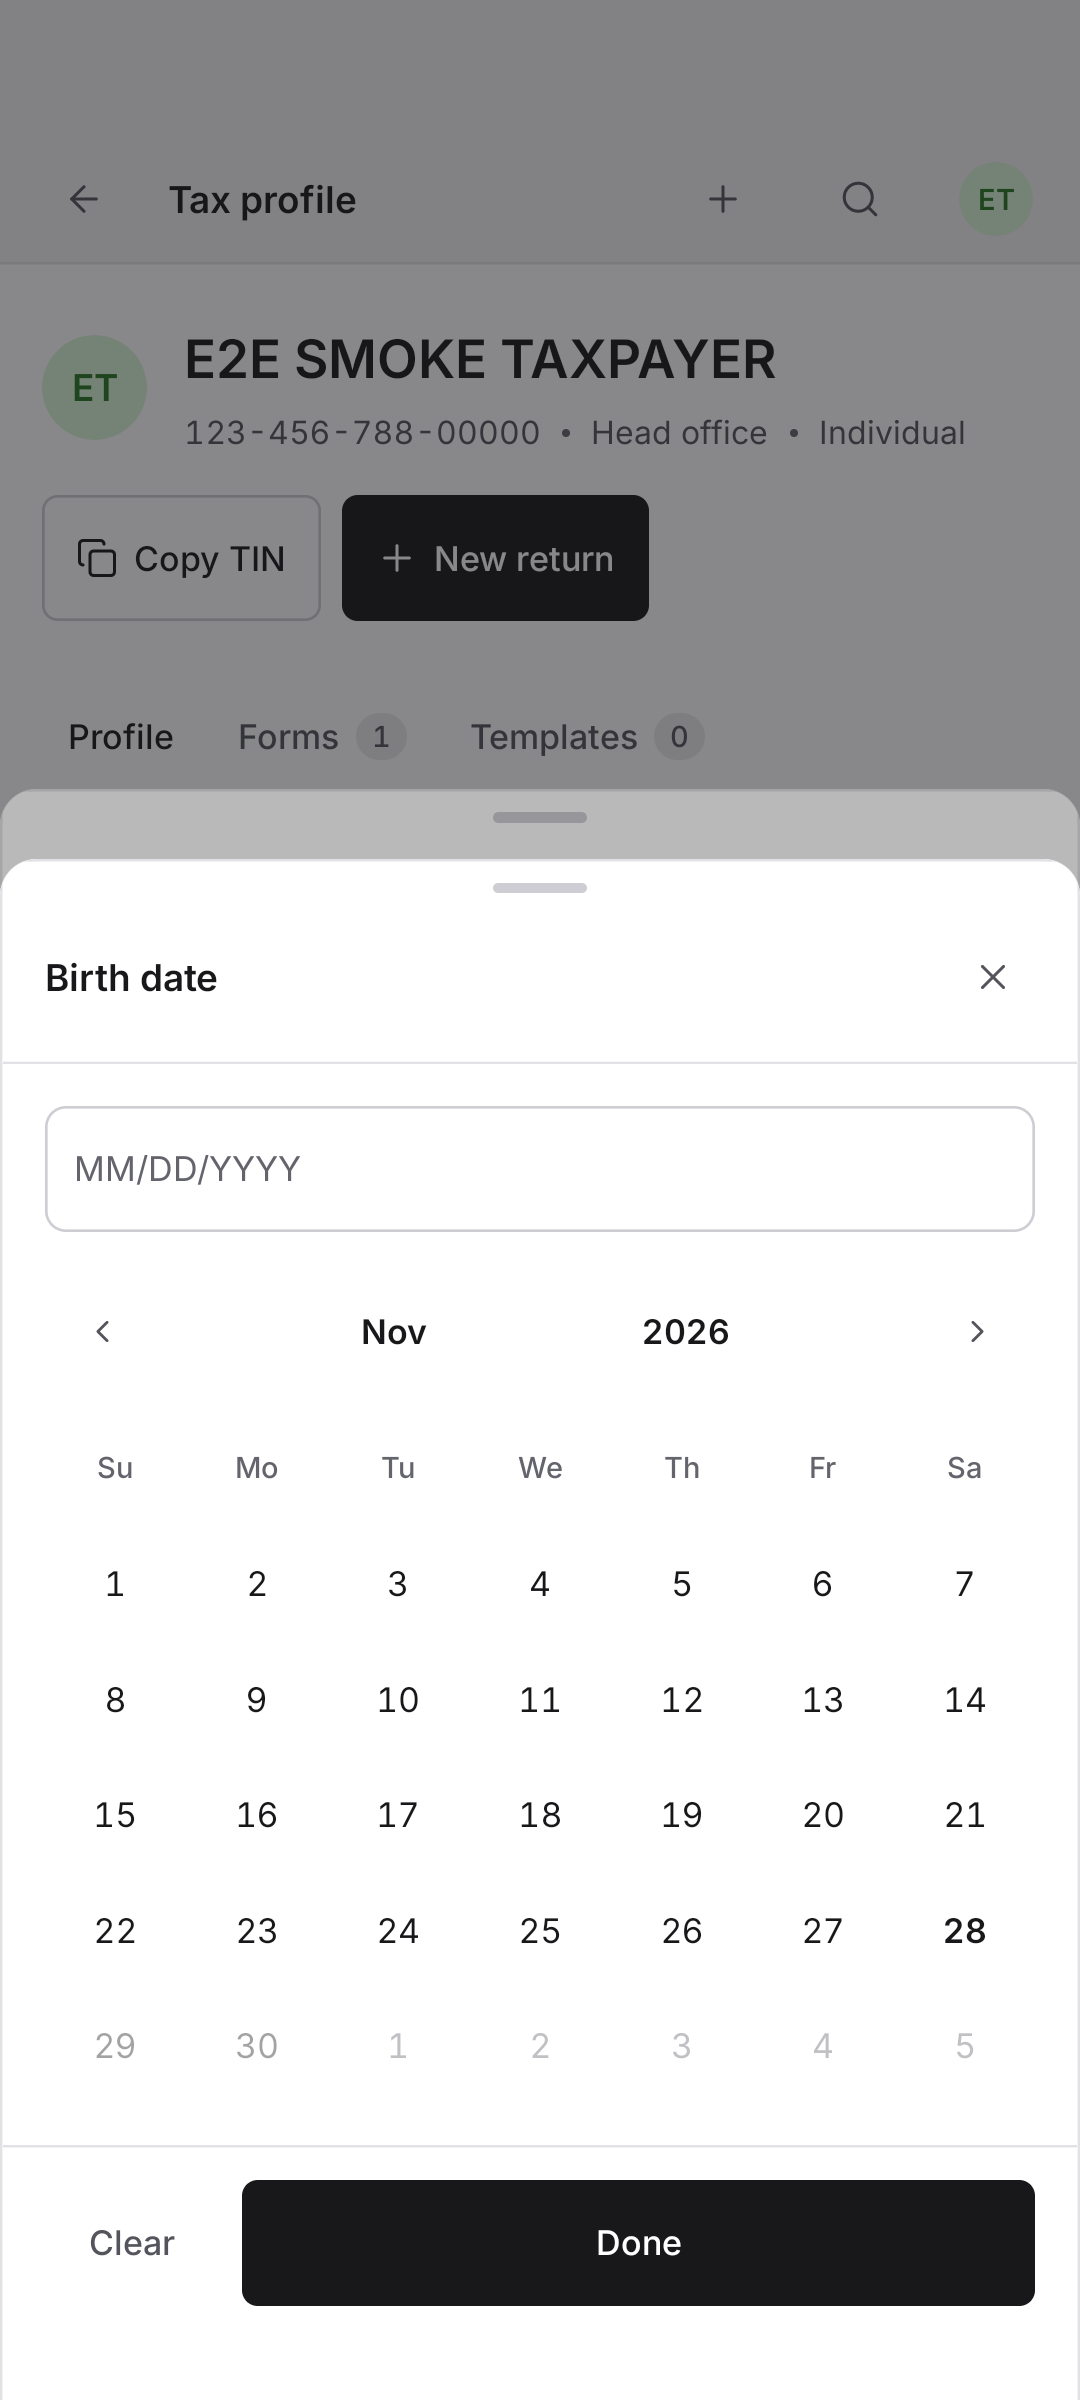 Tax profile
ET
ET
E2E SMOKE TAXPAYER
123-456-788-00000 • Head office • Individual
Copy TIN
New return
Profile
Forms 1
Templates 0
Birth date
MM/DD/YYYY
Nov 2026
Su Mo Tu We Th Fr Sa
1 2 3 4 5 6 7
8 9 10 11 12 13 14
15 16 17 18 19 20 21
22 23 24 25 26 27 28
29 30 1 2 3 4 5
Clear
Done